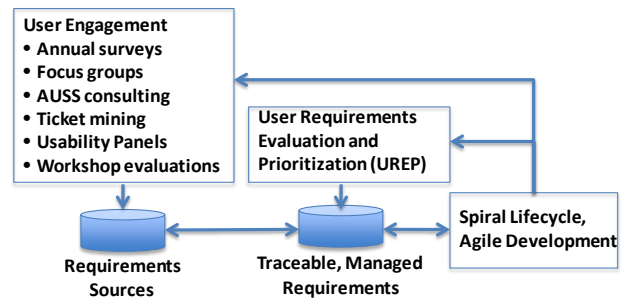 User Engagement
• Annual surveys
• Focus groups
• AUSS consulting
• Ticket mining
• Usability Panels
• Workshop evaluations
User Requirements
Evaluation and
Prioritization (UREP)
Spiral Lifecycle,
Agile Development
Requirements
Sources
Traceable, Managed
Requirements